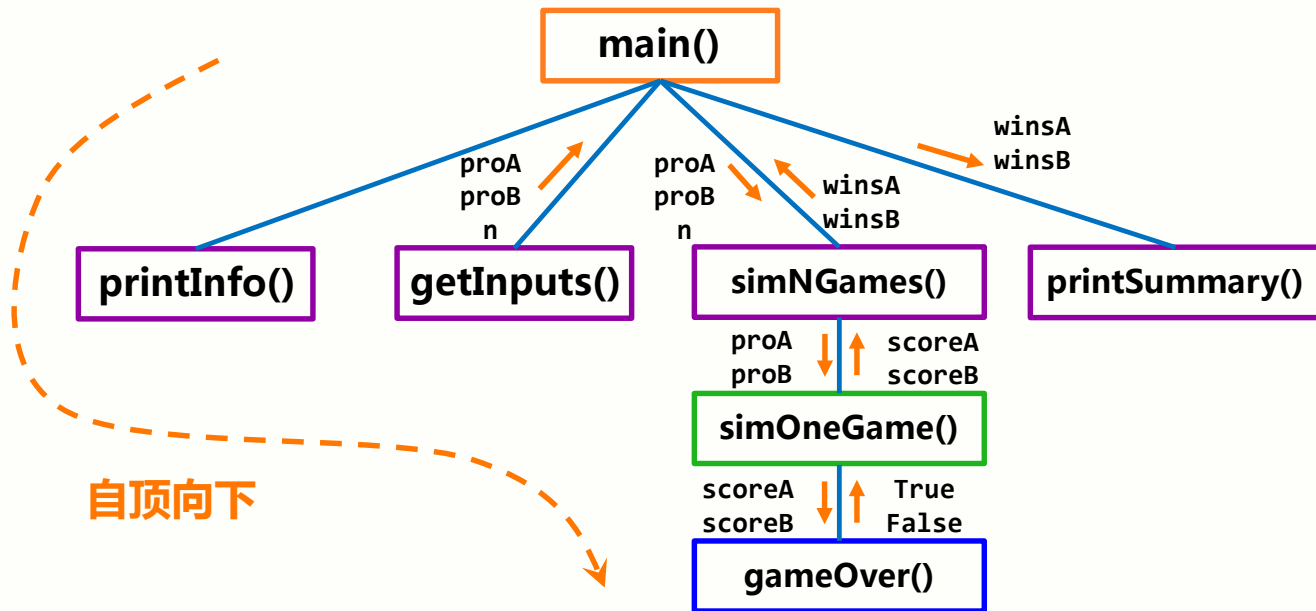 main()
proA
proB
n
proA
proB
n
winsA
winsB
winsA
winsB
printInfo()
getInputs()
simNGames()
printSummary()
proA
proB
scoreA
scoreB
simOneGame()
自顶向下
scoreA
scoreB
True
False
gameOver()